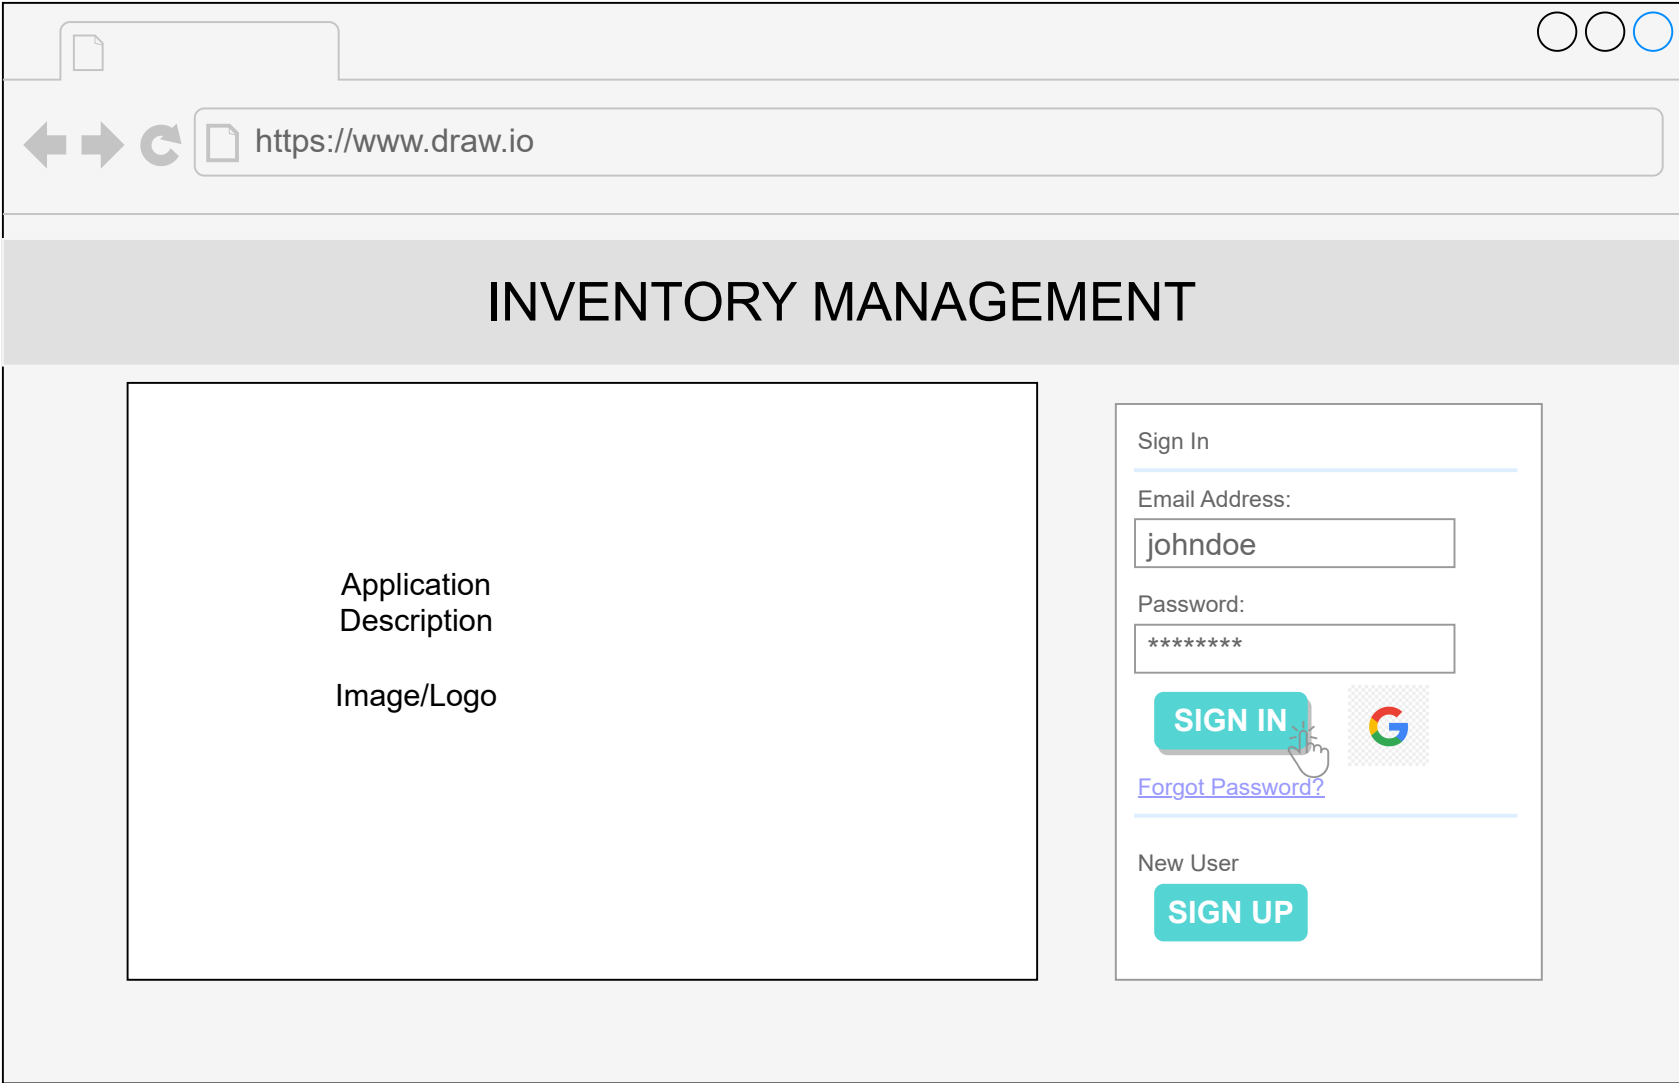 https://www.draw.io
INVENTORY MANAGEMENT
Application
Description
Image/Logo
Sign In
Email Address:
johndoe
Password:
********
SIGN IN
G
Forgot Password?
New User
SIGN UP